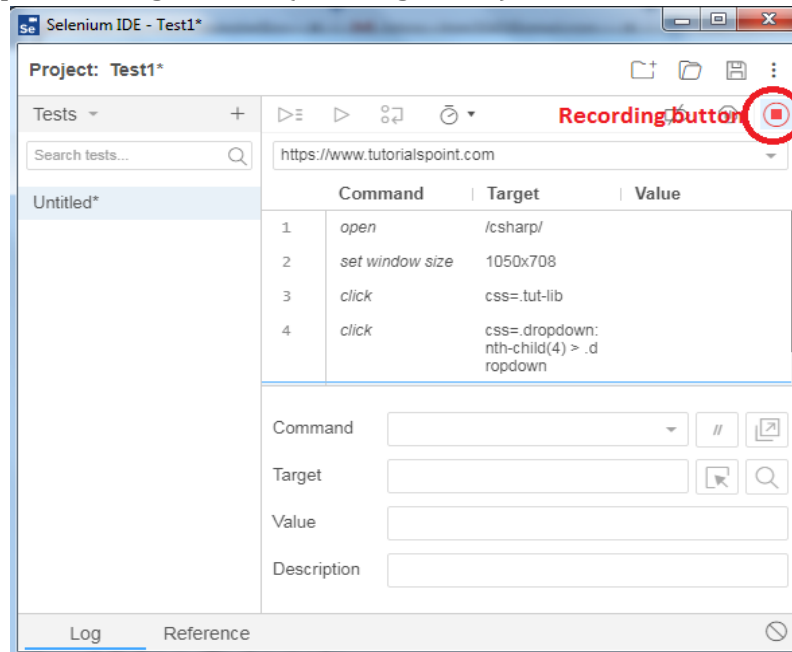 Selenium IDE - Test1*
Project: Test1*
Tests
Recording button
Search tests...
https://www.tutorialspoint.com
Untitled*
Command Target Value
1 open /csharp/
2 set window size 1050x708
3 click css=.tut-lib
4 click css=.dropdown:
nth-child(4) > .d
ropdown
Command
//
Target
Value
Description
Log Reference